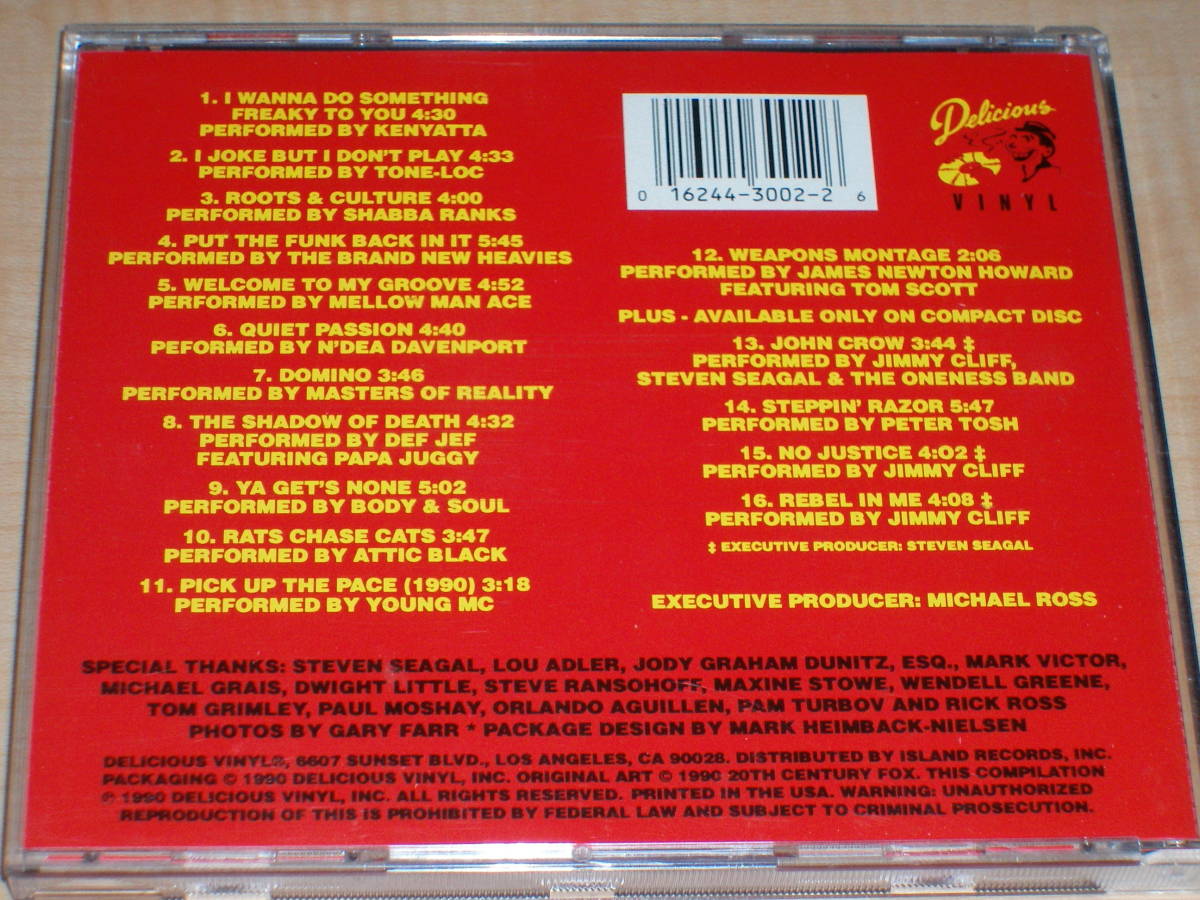 1. I WANNA DO SOMETHING
FREAKY TO YOU 4:30
PERFORMED BY KENYATTA
2. I JOKE BUT I DON'T PLAY 4:33
PERFORMED BY TONE-LOC
3. ROOTS & CULTURE 4:00
PERFORMED BY SHABBA RANKS
4. PUT THE FUNK BACK IN IT 5:45
PERFORMED BY THE BRAND NEW HEAVIES
5. WELCOME TO MY GROOVE 4:52
PERFORMED BY MELLOW MAN ACE
6. QUIET PASSION 4:40
PEFORMED BY N'DEA DAVENPORT
7. DOMINO 3:46
PERFORMED BY MASTERS OF REALITY
8. THE SHADOW OF DEATH 4:32
PERFORMED BY DEF JEF
FEATURING PAPA JUGGY
9. YA GET'S NONE 5:02
PERFORMED BY BODY & SOUL
10. RATS CHASE CATS 3:47
PERFORMED BY ATTIC BLACK
11. PICK UP THE PACE (1990) 3:18
PERFORMED BY YOUNG MC
0 16244-3002-2 6
Delicious
VINYL
12. WEAPONS MONTAGE 2:06
PERFORMED BY JAMES NEWTON HOWARD
FEATURING TOM SCOTT
PLUS - AVAILABLE ONLY ON COMPACT DISC
13. JOHN CROW 3:44 ‡
PERFORMED BY JIMMY CLIFF,
STEVEN SEAGAL & THE ONENESS BAND
14. STEPPIN' RAZOR 5:47
PERFORMED BY PETER TOSH
15. NO JUSTICE 4:02 ‡
PERFORMED BY JIMMY CLIFF
16. REBEL IN ME 4:08 ‡
PERFORMED BY JIMMY CLIFF
‡ EXECUTIVE PRODUCER: STEVEN SEAGAL
EXECUTIVE PRODUCER: MICHAEL ROSS
SPECIAL THANKS: STEVEN SEAGAL, LOU ADLER, JODY GRAHAM DUNITZ, ESQ., MARK VICTOR,
MICHAEL GRAIS, DWIGHT LITTLE, STEVE RANSOHOFF, MAXINE STOWE, WENDELL GREENE,
TOM GRIMLEY, PAUL MOSHAY, ORLANDO AGUILLEN, PAM TURBOV AND RICK ROSS
PHOTOS BY GARY FARR * PACKAGE DESIGN BY MARK HEIMBACK-NIELSEN
DELICIOUS VINYL®, 6607 SUNSET BLVD., LOS ANGELES, CA 90028. DISTRIBUTED BY ISLAND RECORDS, INC.
PACKAGING © 1990 DELICIOUS VINYL, INC. ORIGINAL ART © 1990 20TH CENTURY FOX. THIS COMPILATION
℗ 1990 DELICIOUS VINYL, INC. ALL RIGHTS RESERVED. PRINTED IN THE USA. WARNING: UNAUTHORIZED
REPRODUCTION OF THIS IS PROHIBITED BY FEDERAL LAW AND SUBJECT TO CRIMINAL PROSECUTION.